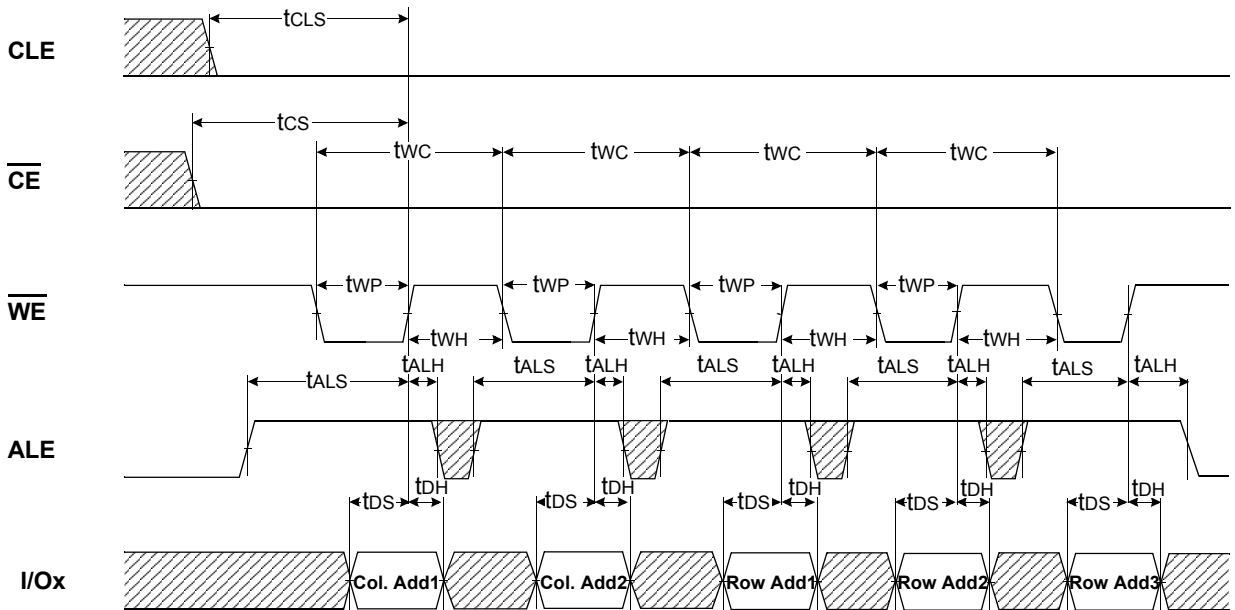 tCLS
CLE
tCS
tWC tWC tWC tWC
CE
tWP tWP tWP tWP
WE
tWH tWH tWH tWH
tALS tALH tALS tALH tALS tALH tALS tALH tALS tALH
ALE
tDS tDH tDS tDH tDS tDH tDS tDH tDS tDH
I/Ox Col. Add1 Col. Add2 Row Add1 Row Add2 Row Add3